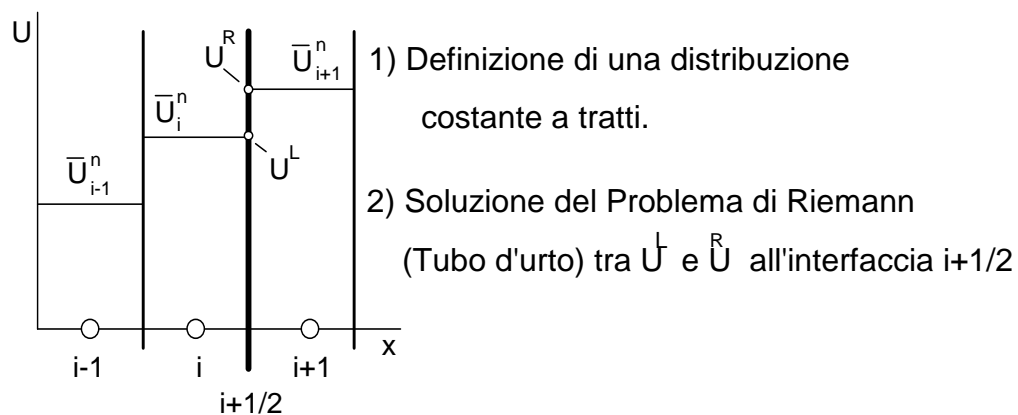 U
U^R
U̅^n_{i+1}
U̅^n_i
U^L
U̅^n_{i-1}
x
i-1
i
i+1
i+1/2
1) Definizione di una distribuzione
costante a tratti.
2) Soluzione del Problema di Riemann
(Tubo d'urto) tra U^L e U^R all'interfaccia i+1/2